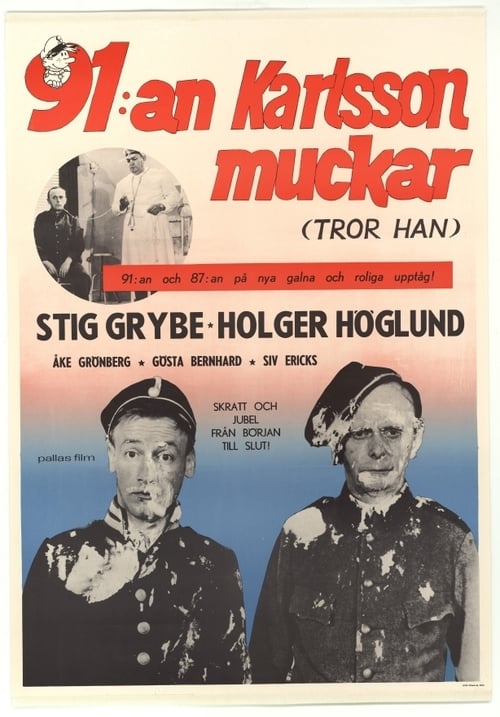 91:an Karlsson
muckar
(TROR HAN)
91:an och 87:an på nya galna och roliga upptåg!
STIG GRYBE ★ HOLGER HÖGLUND
ÅKE GRÖNBERG ★ GÖSTA BERNHARD ★ SIV ERICKS
SKRATT OCH
JUBEL
FRÅN BÖRJAN
TILL SLUT!
pallas film